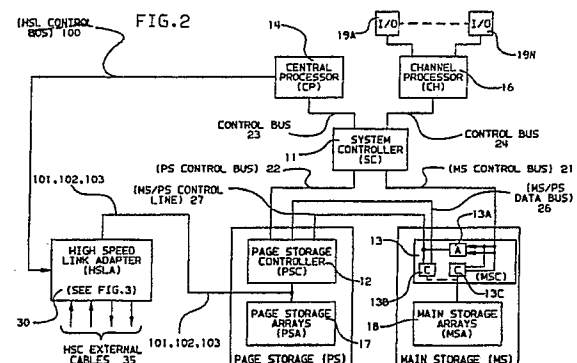 FIG.2
(HSL CONTROL BUS) 100
14
CENTRAL PROCESSOR (CP)
19A
I/O
I/O
19N
CHANNEL PROCESSOR (CH)
16
CONTROL BUS 23
CONTROL BUS 24
11
SYSTEM CONTROLLER (SC)
(PS CONTROL BUS) 22
(MS CONTROL BUS) 21
(MS/PS CONTROL LINE) 27
(MS/PS DATA BUS) 26
101,102,103
HIGH SPEED LINK ADAPTER (HSLA)
(SEE FIG.3)
30
HSC EXTERNAL CABLES 35
101,102,103
PAGE STORAGE CONTROLLER (PSC)
12
PAGE STORAGE ARRAYS (PSA)
17
PAGE STORAGE (PS)
13
13A
A
C
C
(MSC)
13B
13C
18
MAIN STORAGE ARRAYS (MSA)
MAIN STORAGE (MS)